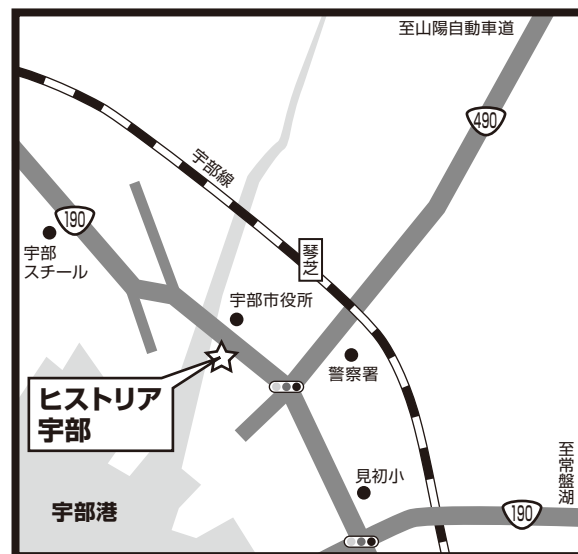 至山陽自動車道
490
宇部線
190
琴芝
宇部
スチール
宇部市役所
警察署
ヒストリア
宇部
見初小
至常盤湖
宇部港
190